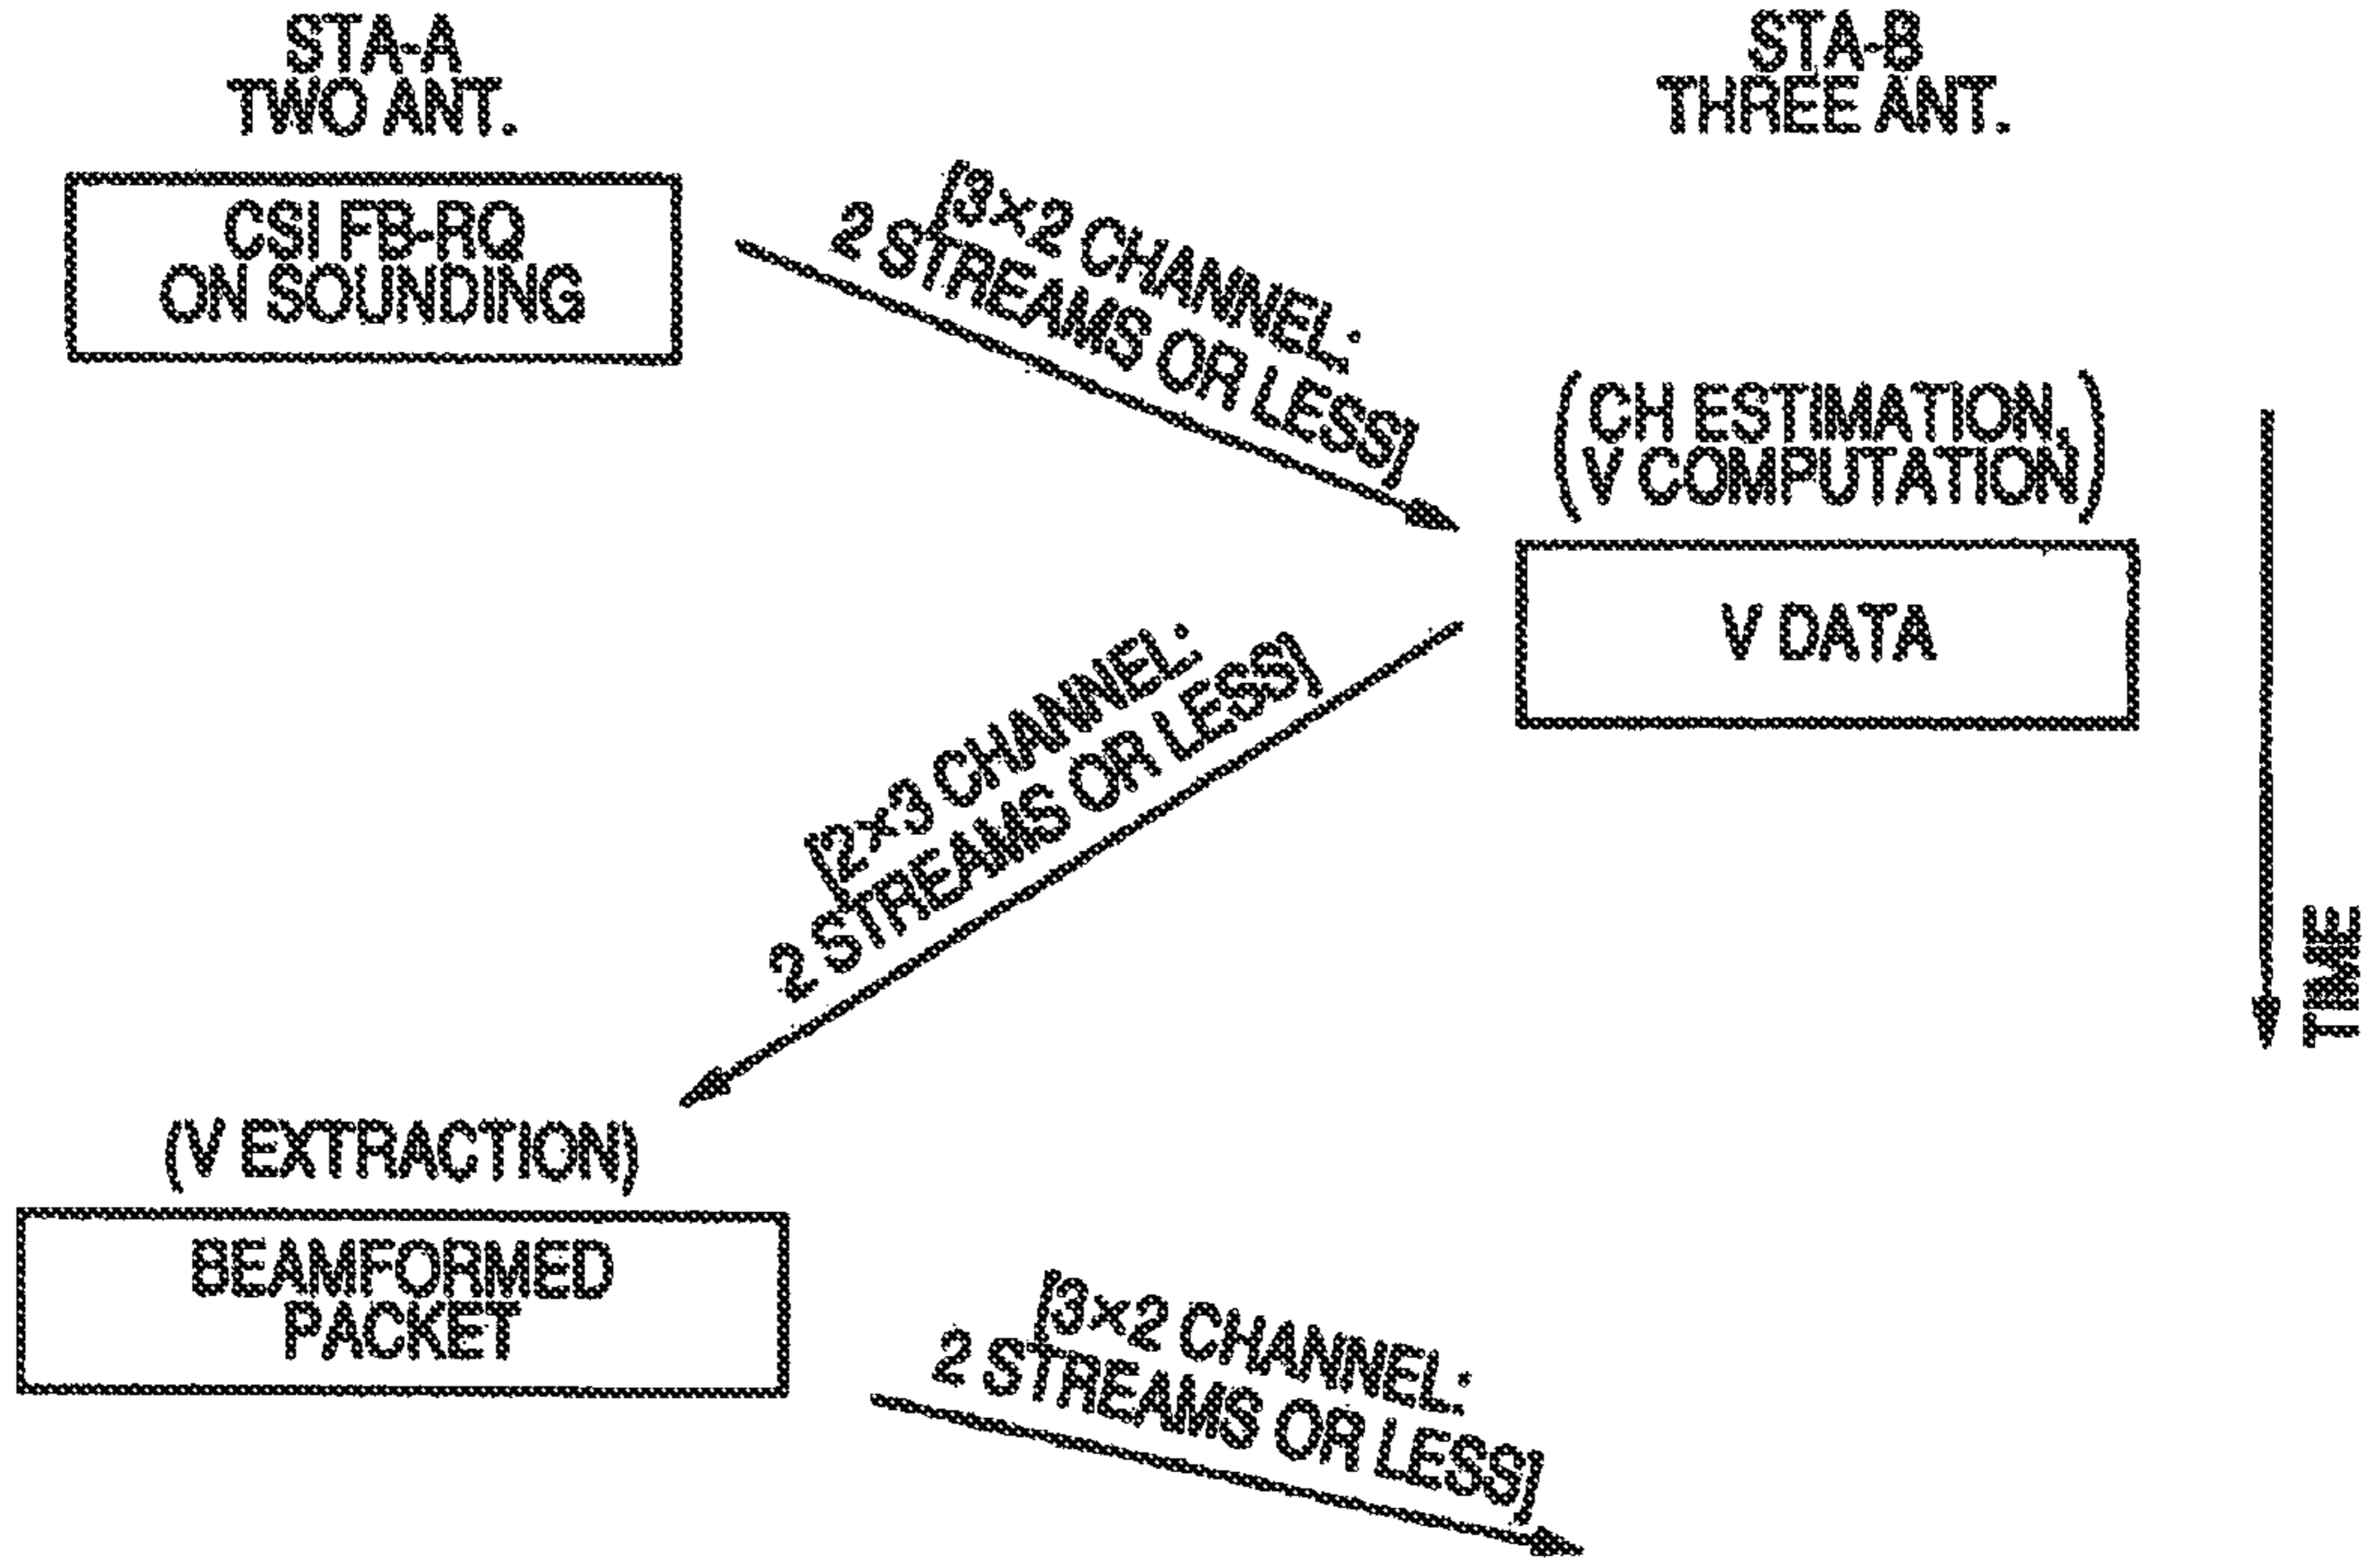 STA-A
TWO ANT.
STA-B
THREE ANT.
CSI FB-RQ
ON SOUNDING
[3×2 CHANNEL:
2 STREAMS OR LESS]
(CH ESTIMATION,
V COMPUTATION)
V DATA
[2×3 CHANNEL:
2 STREAMS OR LESS]
TIME
(V EXTRACTION)
BEAMFORMED
PACKET
[3×2 CHANNEL:
2 STREAMS OR LESS]